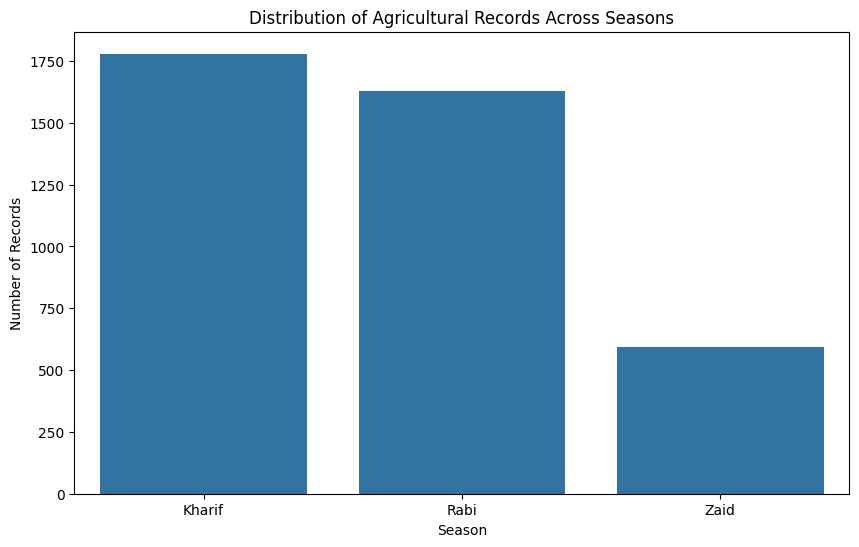 Distribution of Agricultural Records Across Seasons
Number of Records
1750
1500
1250
1000
750
500
250
0
Kharif Rabi Zaid
Season